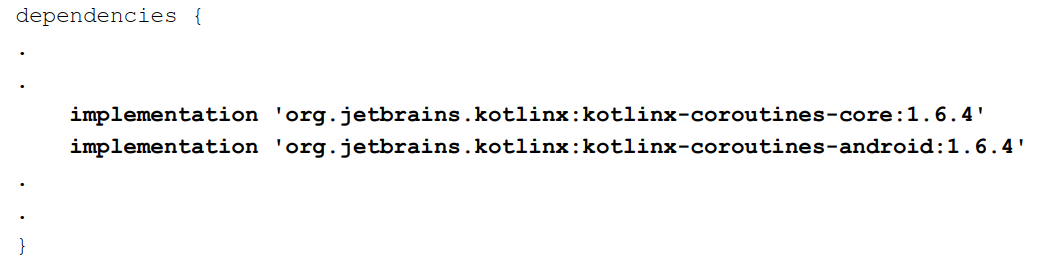 dependencies {
.
.
    implementation 'org.jetbrains.kotlinx:kotlinx-coroutines-core:1.6.4'
    implementation 'org.jetbrains.kotlinx:kotlinx-coroutines-android:1.6.4'
.
.
}